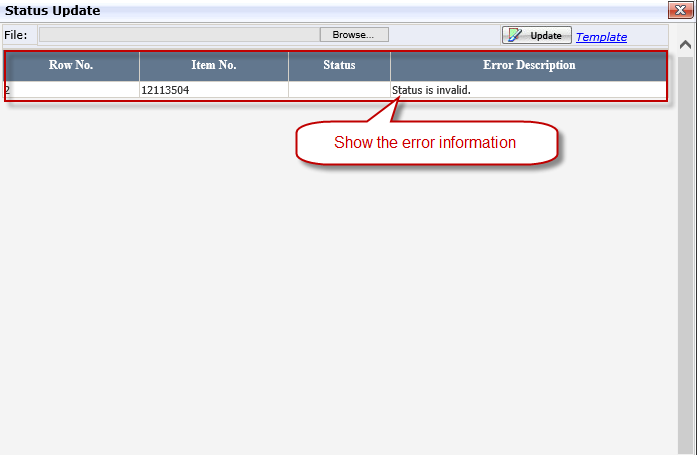 Status Update
File: Browse... Update Template
Row No. Item No. Status Error Description
2 12113504 Status is invalid.
Show the error information